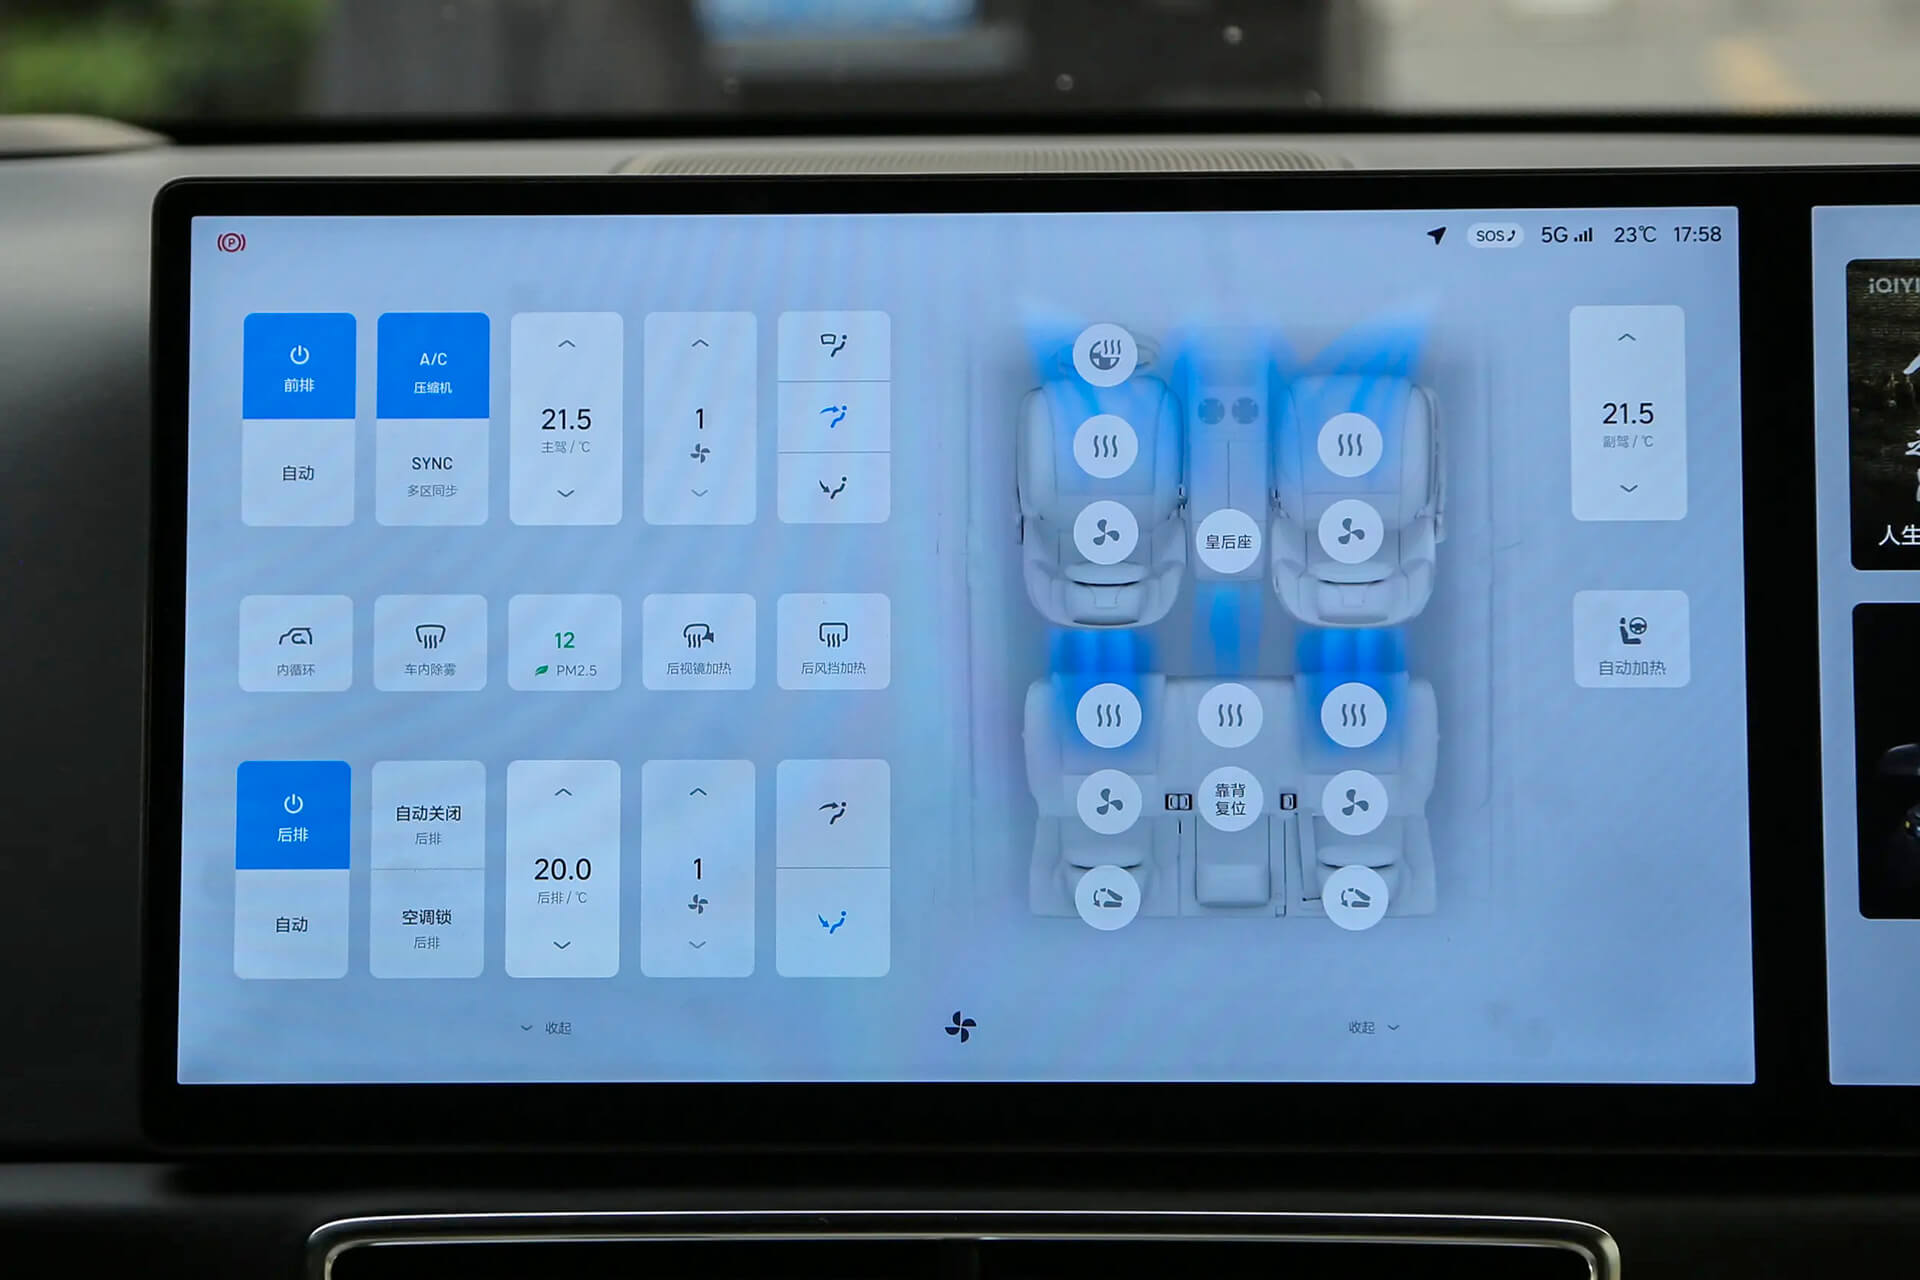 P
SOS
5G
23℃
17:58
前排
自动
A/C
压缩机
SYNC
多区同步
21.5
主驾/℃
1
皇后座
21.5
副驾/℃
内循环
车内除雾
12
PM2.5
后视镜加热
后风挡加热
自动加热
后排
自动
自动关闭
后排
空调锁
后排
20.0
后排/℃
1
靠背
复位
收起
收起
iQIYI
人生